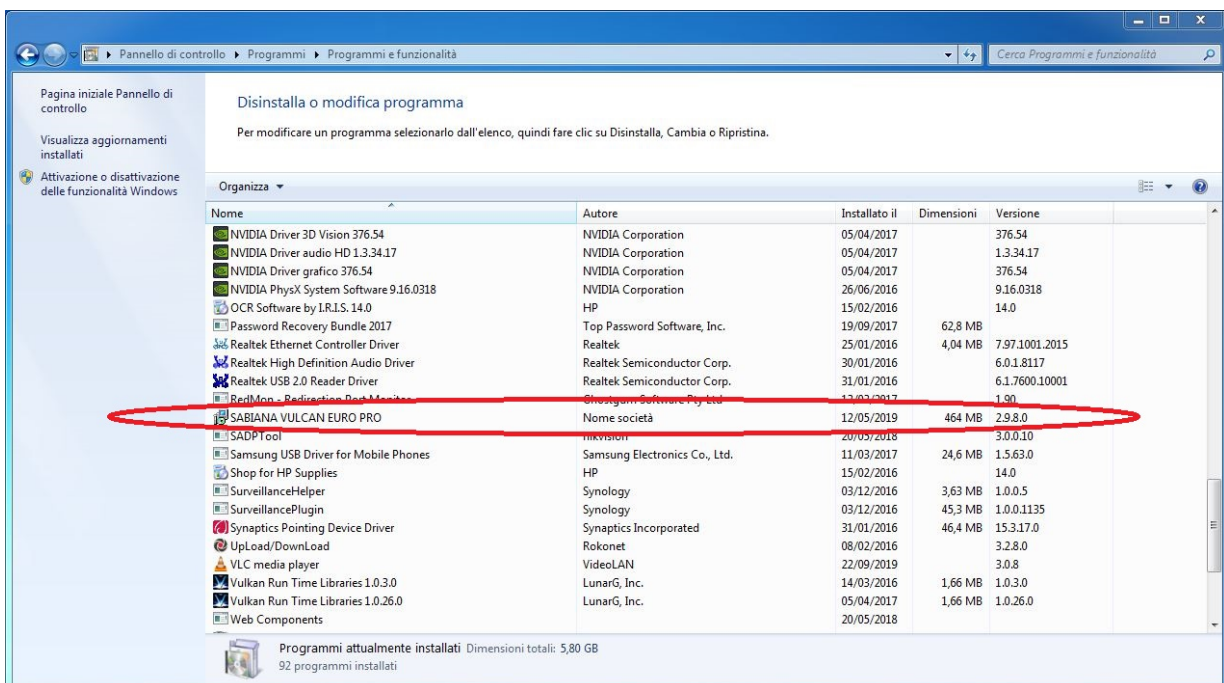 Pannello di controllo ▸ Programmi ▸ Programmi e funzionalità
Cerca Programmi e funzionalità
Pagina iniziale Pannello di controllo
Visualizza aggiornamenti installati
Attivazione o disattivazione delle funzionalità Windows
Disinstalla o modifica programma
Per modificare un programma selezionarlo dall'elenco, quindi fare clic su Disinstalla, Cambia o Ripristina.
Organizza
Nome Autore Installato il Dimensioni Versione
NVIDIA Driver 3D Vision 376.54 NVIDIA Corporation 05/04/2017 376.54
NVIDIA Driver audio HD 1.3.34.17 NVIDIA Corporation 05/04/2017 1.3.34.17
NVIDIA Driver grafico 376.54 NVIDIA Corporation 05/04/2017 376.54
NVIDIA PhysX System Software 9.16.0318 NVIDIA Corporation 26/06/2016 9.16.0318
OCR Software by I.R.I.S. 14.0 HP 15/02/2016 14.0
Password Recovery Bundle 2017 Top Password Software, Inc. 19/09/2017 62,8 MB
Realtek Ethernet Controller Driver Realtek 25/01/2016 4,04 MB 7.97.1001.2015
Realtek High Definition Audio Driver Realtek Semiconductor Corp. 30/01/2016 6.0.1.8117
Realtek USB 2.0 Reader Driver Realtek Semiconductor Corp. 31/01/2016 6.1.7600.10001
RedMon - Redirection Port Monitor Ghostgum Software Pty Ltd 1.90
SABIANA VULCAN EURO PRO Nome società 12/05/2019 464 MB 2.9.8.0
SADPTool hikvision 20/05/2018 3.0.0.10
Samsung USB Driver for Mobile Phones Samsung Electronics Co., Ltd. 11/03/2017 24,6 MB 1.5.63.0
Shop for HP Supplies HP 15/02/2016 14.0
SurveillanceHelper Synology 03/12/2016 3,63 MB 1.0.0.5
SurveillancePlugin Synology 03/12/2016 45,3 MB 1.0.0.1135
Synaptics Pointing Device Driver Synaptics Incorporated 31/01/2016 46,4 MB 15.3.17.0
UpLoad/DownLoad Rokonet 08/02/2016 3.2.8.0
VLC media player VideoLAN 22/09/2019 3.0.8
Vulkan Run Time Libraries 1.0.3.0 LunarG, Inc. 14/03/2016 1,66 MB 1.0.3.0
Vulkan Run Time Libraries 1.0.26.0 LunarG, Inc. 05/04/2017 1,66 MB 1.0.26.0
Web Components 20/05/2018
Programmi attualmente installati Dimensioni totali: 5,80 GB
92 programmi installati